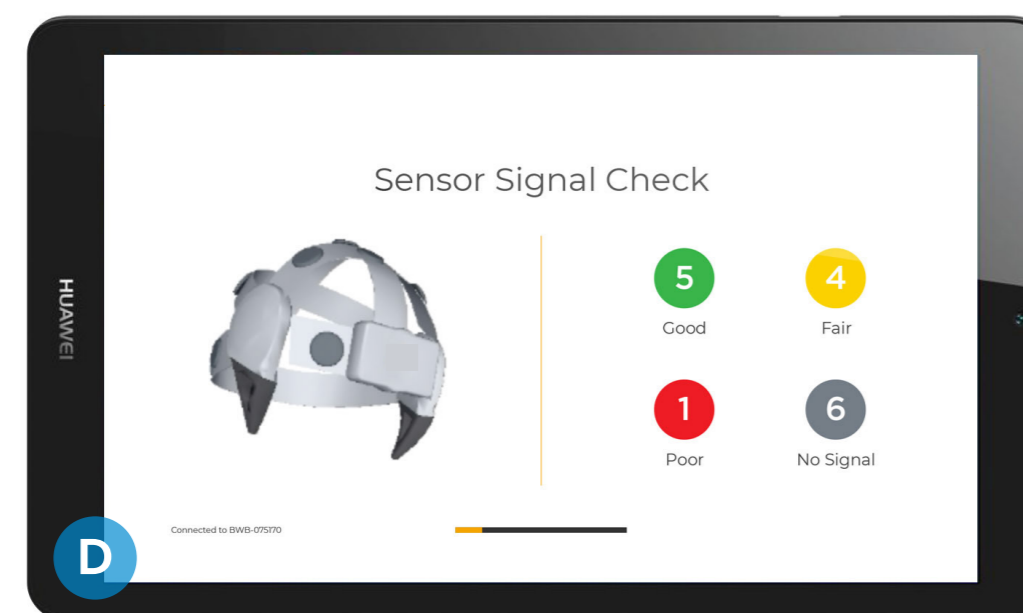 HUAWEI
Sensor Signal Check
5
4
Good
Fair
1
6
Poor
No Signal
Connected to BWB-075170
D